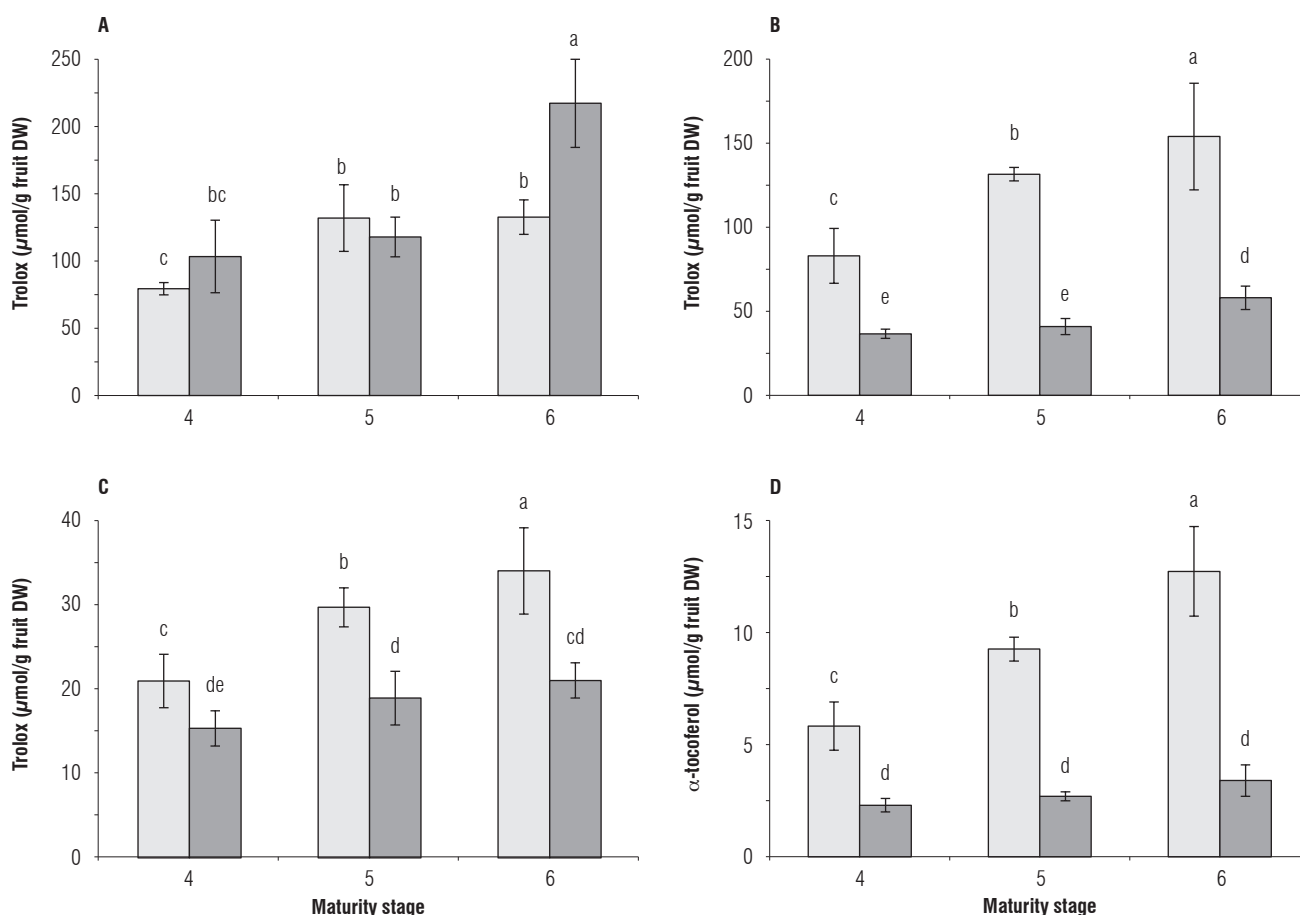 A
Trolox (µmol/g fruit DW)
250
200
150
100
50
0
c
bc
b
b
b
a
4
5
6
B
Trolox (µmol/g fruit DW)
200
150
100
50
0
c
e
b
e
a
d
4
5
6
C
Trolox (µmol/g fruit DW)
40
30
20
10
0
c
de
b
d
a
cd
4
5
6
Maturity stage
D
α-tocoferol (µmol/g fruit DW)
15
10
5
0
c
d
b
d
a
d
4
5
6
Maturity stage